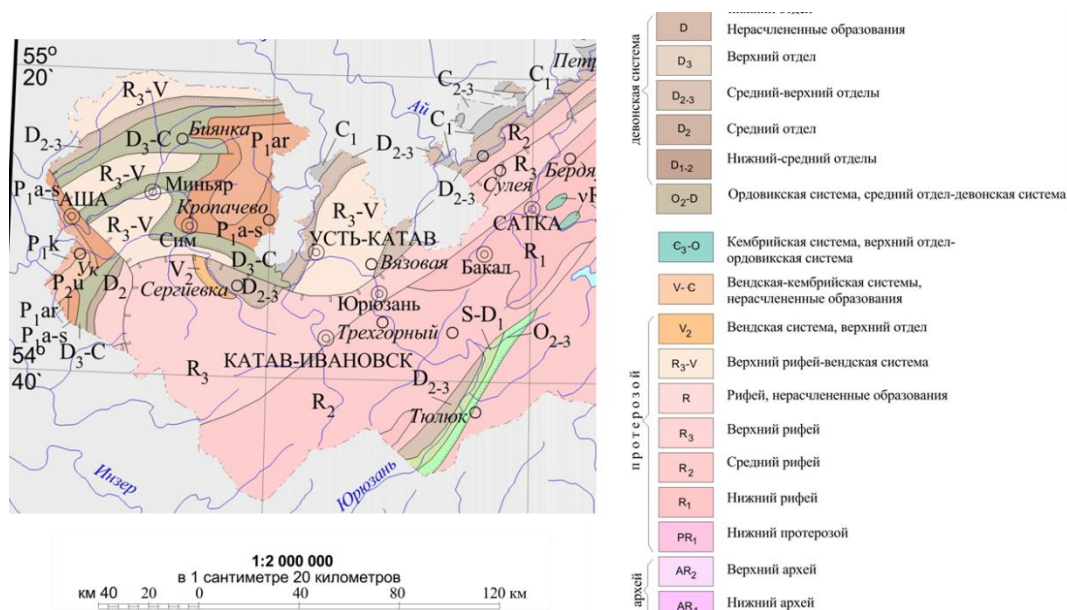 55°
20`
R₃-V
D₂₋₃
D₃-C
Биянка
P₁ar
R₃-V
P₁a-s
Миньяр
АША
Кропачево
R₃-V
P₁a-s
Сим
P₁k
Ук
V₂
D₃-C
P₂u
D₂
Сергиевка
D₂₋₃
P₁ar
P₁a-s
D₃-C
54°
40`
C₁
D₂₋₃
R₃-V
УСТЬ-КАТАВ
Вязовая
Юрюзань
Трехгорный
КАТАВ-ИВАНОВСК
R₃
R₂
Инзер
Юрюзань
Петр
C₂₋₃
C₁
Ай
C₁
R₂
R₃
Бердя
Сулея
D₂₋₃
САТКА
νR
R₁
Бакал
S-D₁
O₂₋₃
D₂₋₃
Тюлюк
1:2 000 000
в 1 сантиметре 20 километров
км 40 20 0 40 80 120 км
девонская система
D Нерасчлененные образования
D₃ Верхний отдел
D₂₋₃ Средний-верхний отделы
D₂ Средний отдел
D₁₋₂ Нижний-средний отделы
O₂-D Ордовикская система, средний отдел-девонская система
Є₃-O Кембрийская система, верхний отдел-
ордовикская система
V-Є Вендская-кембрийская системы,
нерасчлененные образования
протерозой
V₂ Вендская система, верхний отдел
R₃-V Верхний рифей-вендская система
R Рифей, нерасчлененные образования
R₃ Верхний рифей
R₂ Средний рифей
R₁ Нижний рифей
PR₁ Нижний протерозой
архей
AR₂ Верхний архей
AR₁ Нижний архей